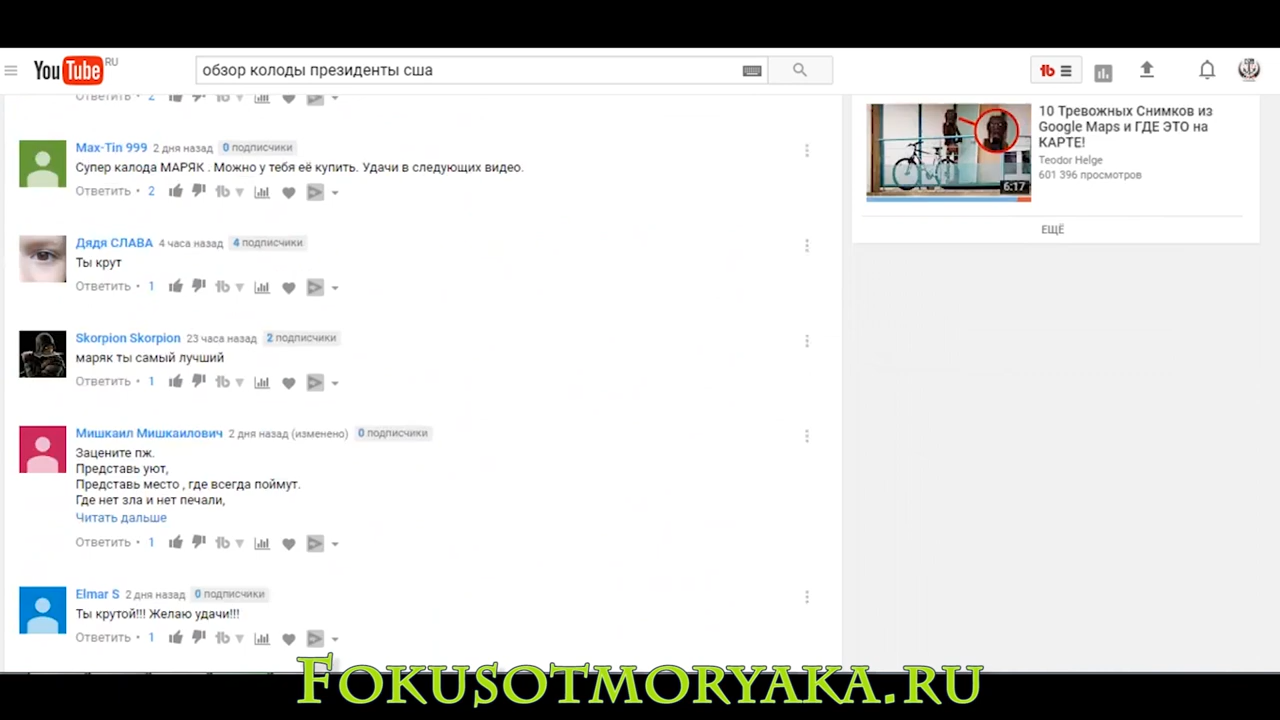 YouTube RU
обзор колоды президенты сша
Ответить • 2
Max-Tin 999 2 дня назад 0 подписчики
Супер калода МАРЯК . Можно у тебя её купить. Удачи в следующих видео.
Ответить • 2
Дядя СЛАВА 4 часа назад 4 подписчики
Ты крут
Ответить • 1
Skorpion Skorpion 23 часа назад 2 подписчики
маряк ты самый лучший
Ответить • 1
Мишкаил Мишкаилович 2 дня назад (изменено) 0 подписчики
Зацените пж.
Представь уют,
Представь место , где всегда поймут.
Где нет зла и нет печали,
Читать дальше
Ответить • 1
Elmar S 2 дня назад 0 подписчики
Ты крутой!!! Желаю удачи!!!
Ответить • 1
10 Тревожных Снимков из
Google Maps и ГДЕ ЭТО на
КАРТЕ!
Teodor Helge
601 396 просмотров
6:17
ЕЩЁ
Fokusotmoryaka.ru